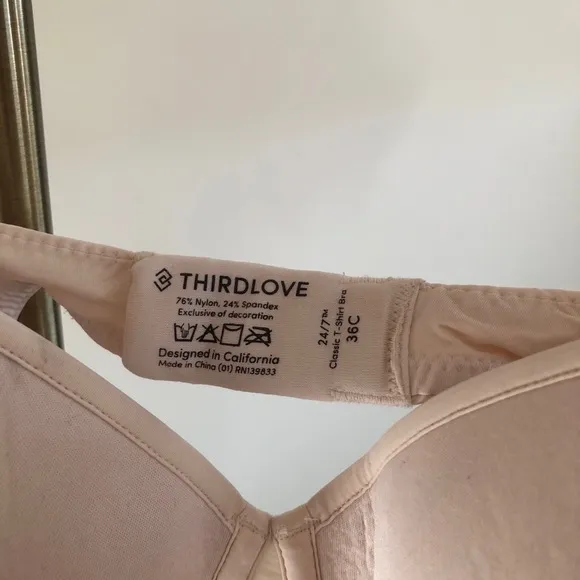 THIRDLOVE
76% Nylon, 24% Spandex
Exclusive of decoration
Designed in California
Made in China (01) RN139833
24/7™
Classic T-Shirt Bra
36C